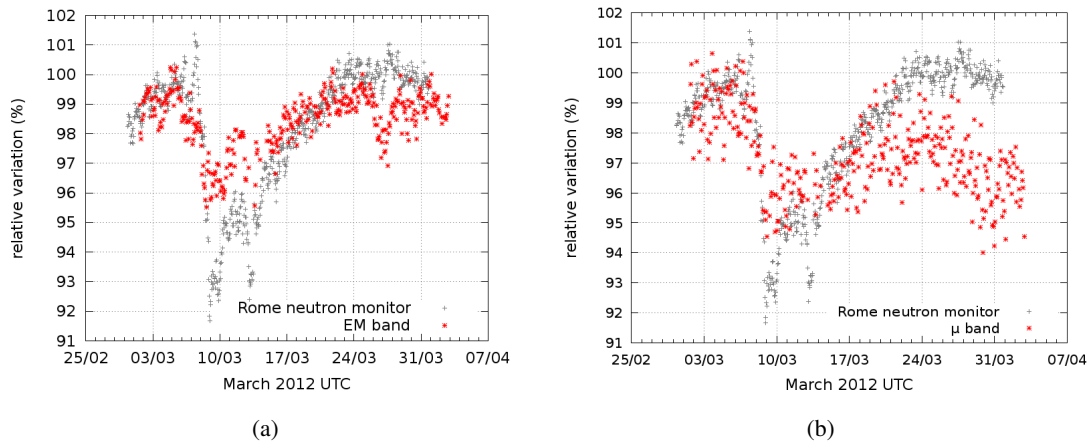 102
101
100
99
98
97
96
95
94
93
92
91
relative variation (%)
Rome neutron monitor
EM band
25/02 03/03 10/03 17/03 24/03 31/03 07/04
March 2012 UTC
(a)
102
101
100
99
98
97
96
95
94
93
92
91
relative variation (%)
Rome neutron monitor
μ band
25/02 03/03 10/03 17/03 24/03 31/03 07/04
March 2012 UTC
(b)